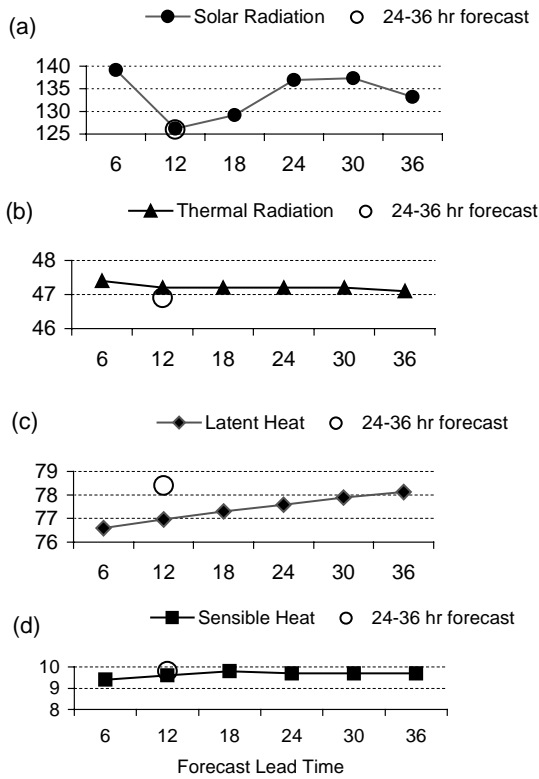 (a)
Solar Radiation 24-36 hr forecast
140
135
130
125
6 12 18 24 30 36
(b)
Thermal Radiation 24-36 hr forecast
48
47
46
6 12 18 24 30 36
(c)
Latent Heat 24-36 hr forecast
79
78
77
76
6 12 18 24 30 36
(d)
Sensible Heat 24-36 hr forecast
10
9
8
6 12 18 24 30 36
Forecast Lead Time